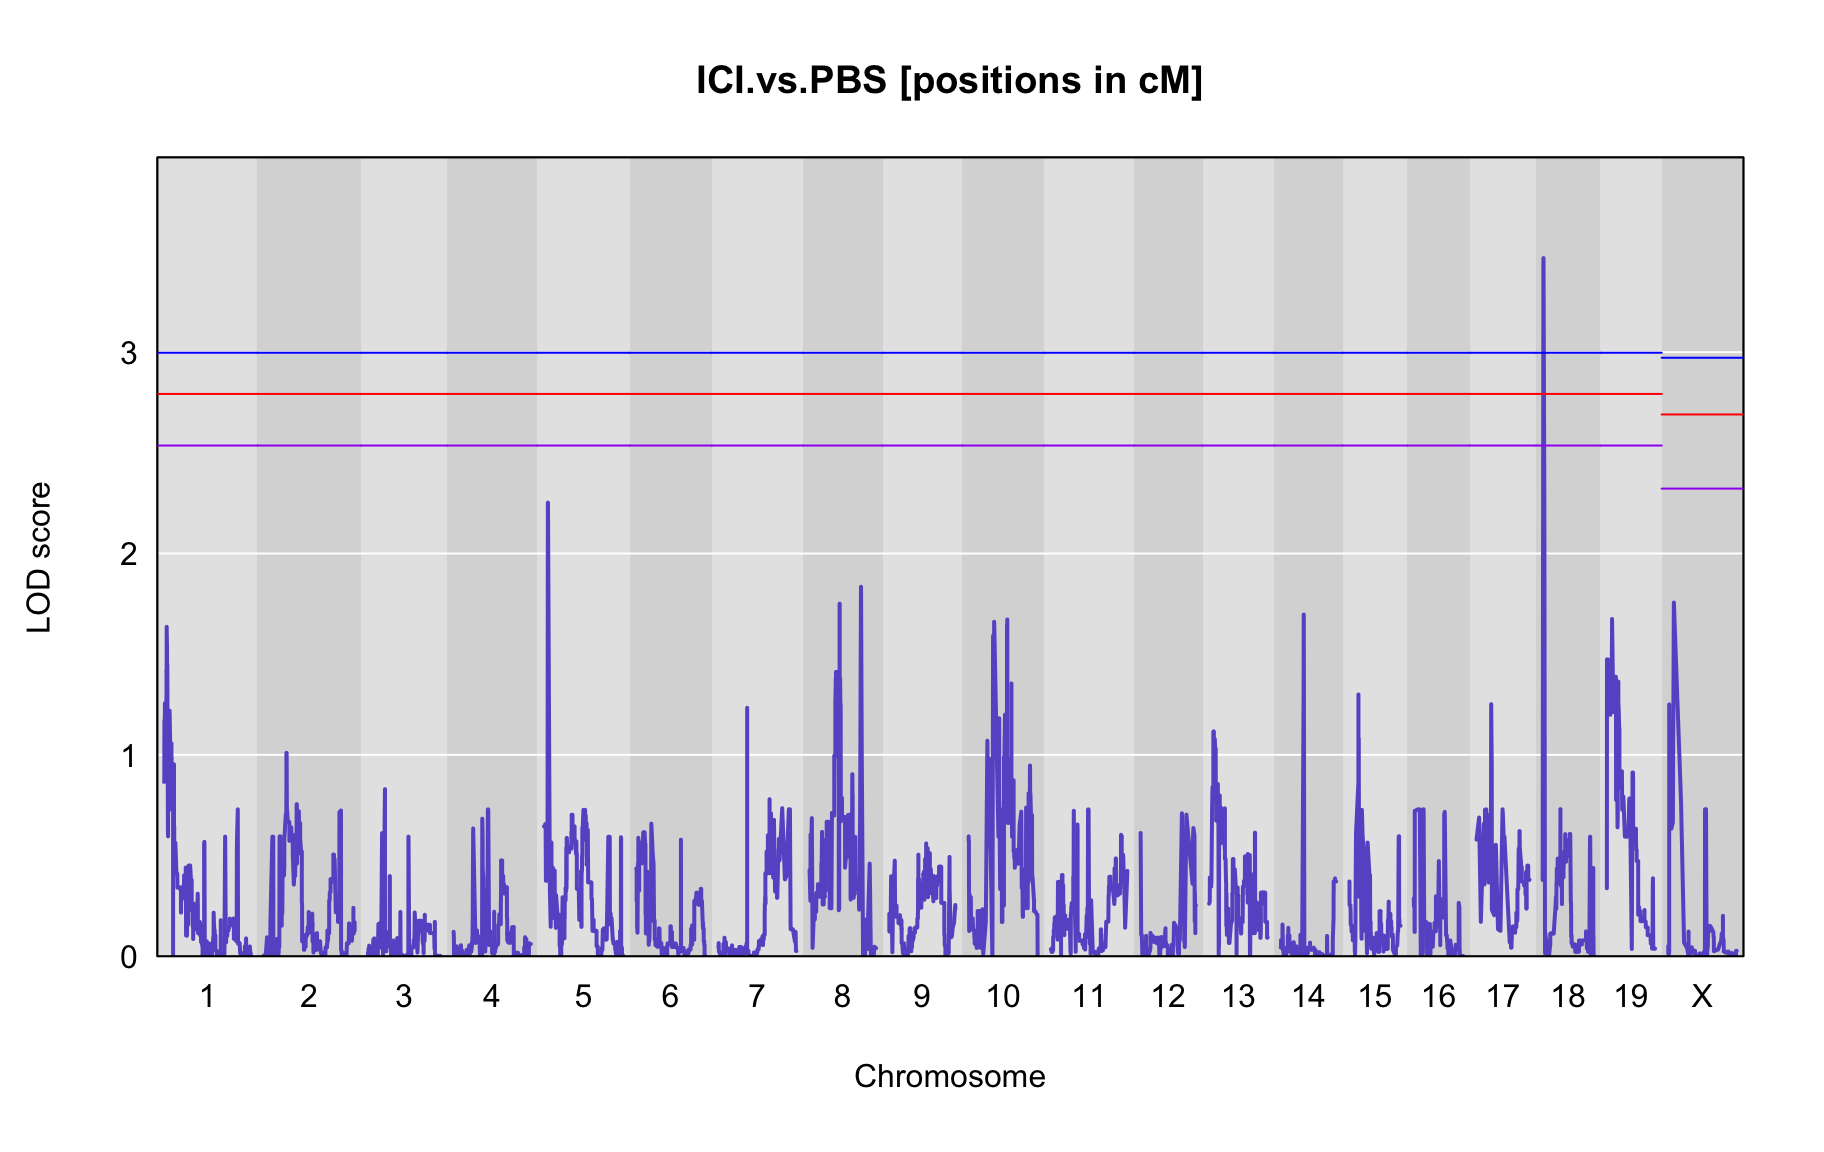 ICI.vs.PBS [positions in cM]
LOD score
3
2
1
0
1 2 3 4 5 6 7 8 9 10 11 12 13 14 15 16 17 18 19 X
Chromosome